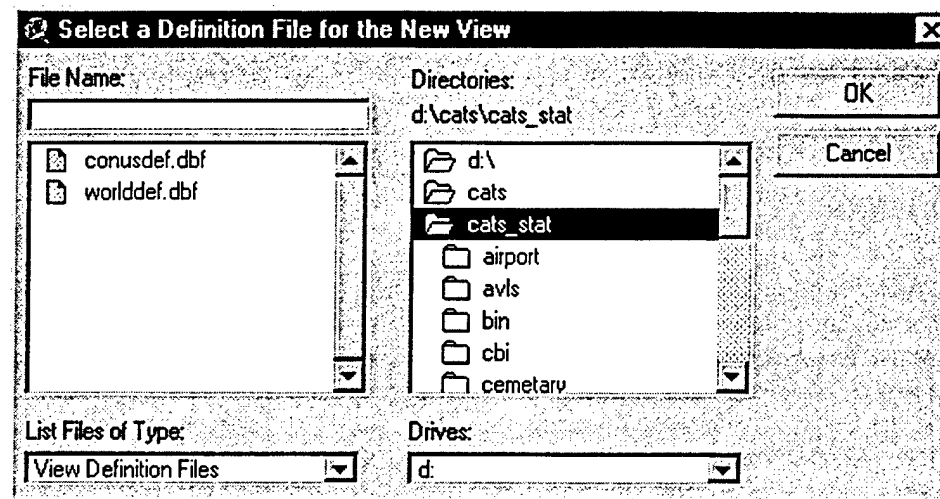 Select a Definition File for the New View
File Name:
conusdef.dbf
worlddef.dbf
List Files of Type:
View Definition Files
Directories:
d:\cats\cats_stat
d:\
cats
cats_stat
airport
avls
bin
cbi
cemetary
Drives:
d:
OK
Cancel